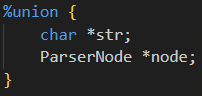 %union {
    char *str;
    ParserNode *node;
}